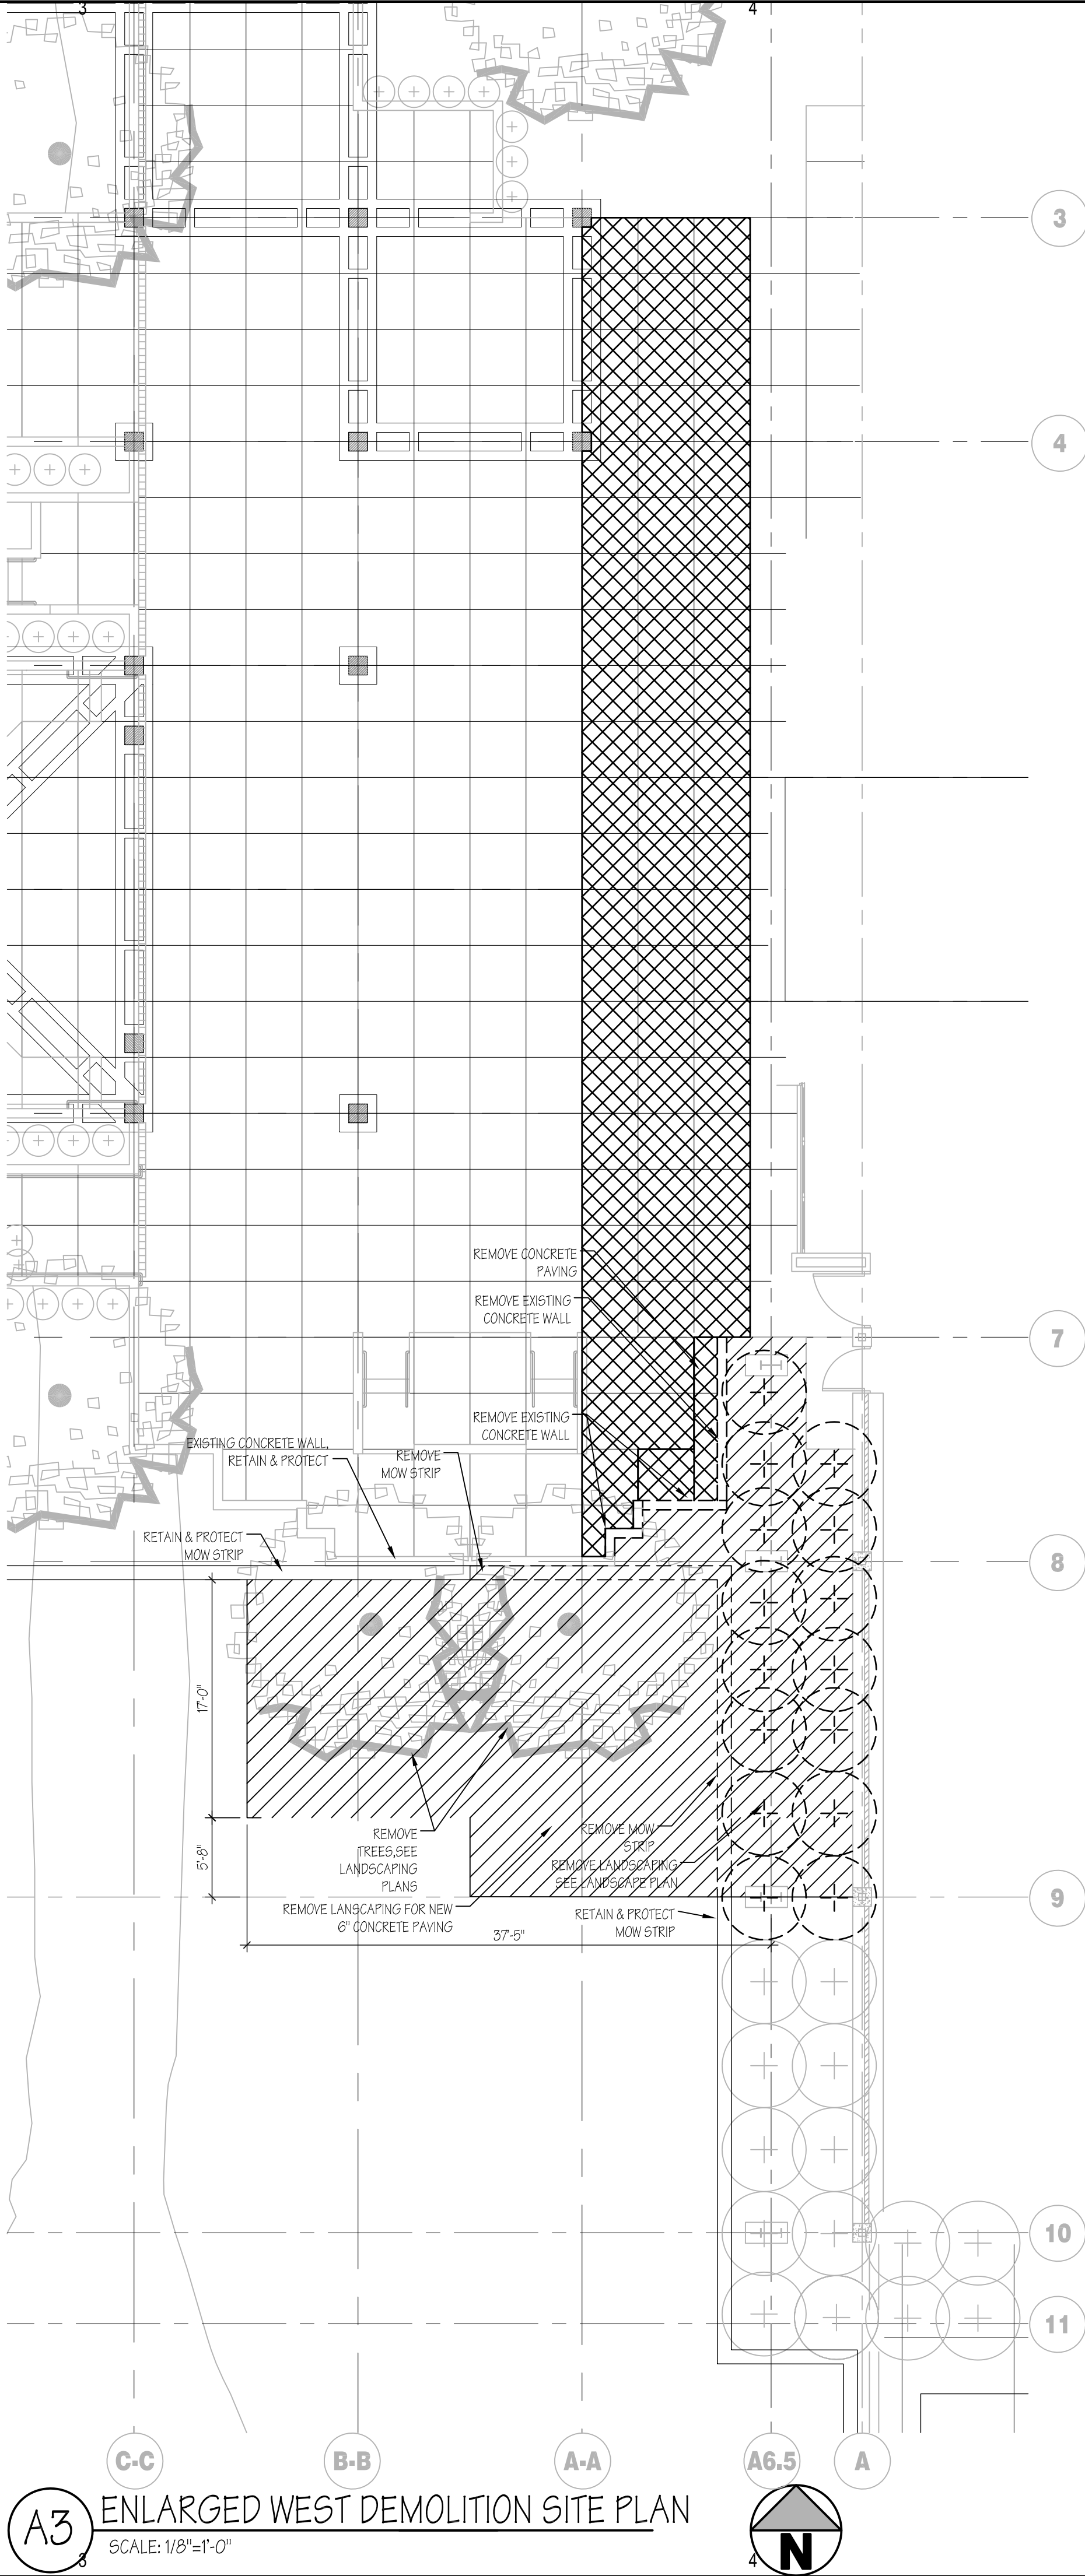 3
4
3
4
7
REMOVE CONCRETE
PAVING
REMOVE EXISTING
CONCRETE WALL
REMOVE EXISTING
CONCRETE WALL
EXISTING CONCRETE WALL,
RETAIN & PROTECT
REMOVE
MOW STRIP
RETAIN & PROTECT
MOW STRIP
8
17'-0"
5'-8"
REMOVE
TREES,SEE
LANDSCAPING
PLANS
REMOVE MOW
STRIP
REMOVE LANDSCAPING
SEE LANDSCAPE PLAN
9
REMOVE LANSCAPING FOR NEW
6" CONCRETE PAVING
RETAIN & PROTECT
MOW STRIP
37'-5"
10
11
C-C
B-B
A-A
A6.5
A
A3
ENLARGED WEST DEMOLITION SITE PLAN
SCALE: 1/8"=1'-0"
N
3
4